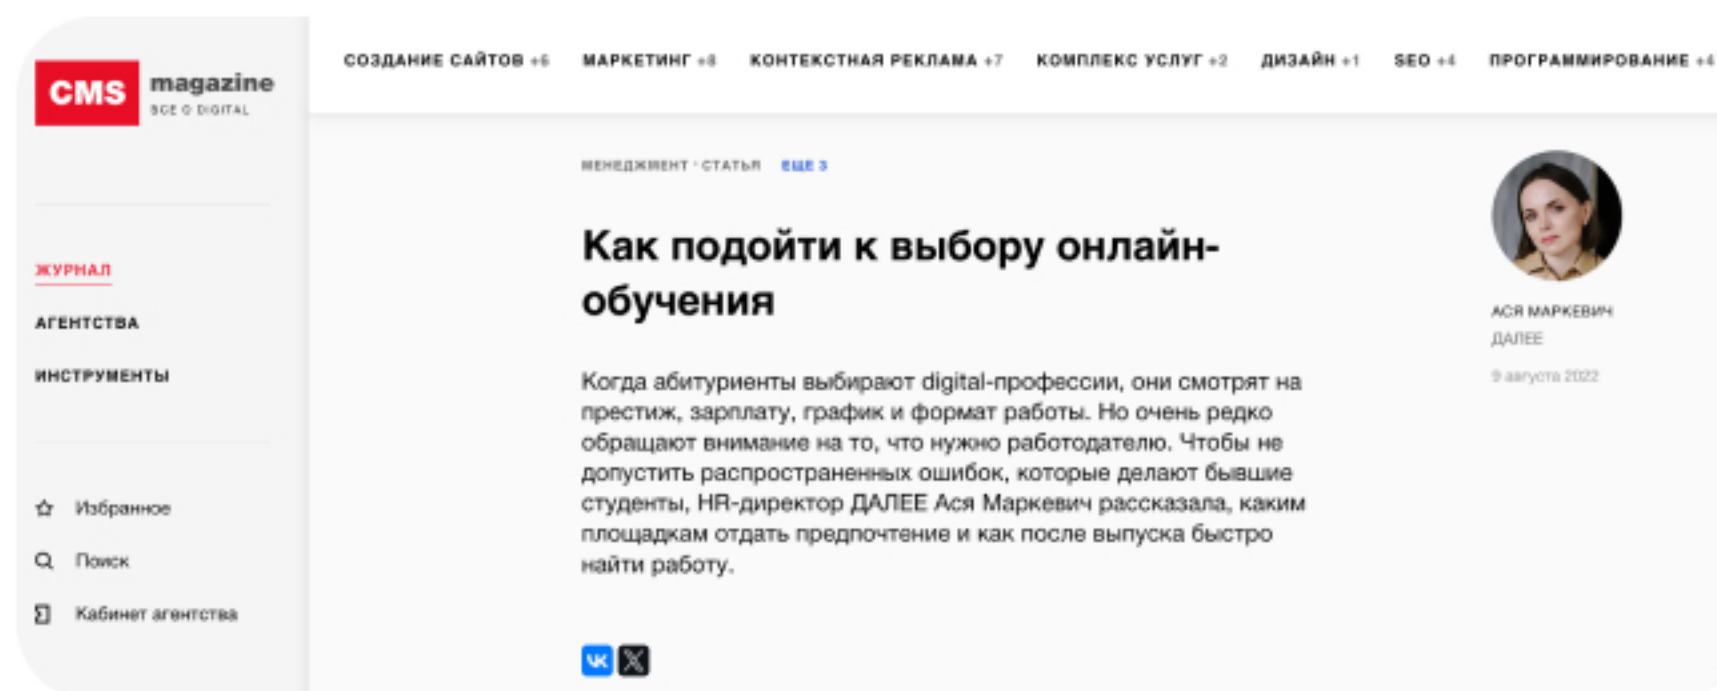 CMS magazine
ВСЕ О DIGITAL
ЖУРНАЛ
АГЕНТСТВА
ИНСТРУМЕНТЫ
Избранное
Поиск
Кабинет агентства
СОЗДАНИЕ САЙТОВ +6 МАРКЕТИНГ +8 КОНТЕКСТНАЯ РЕКЛАМА +7 КОМПЛЕКС УСЛУГ +2 ДИЗАЙН +1 SEO +4 ПРОГРАММИРОВАНИЕ +4
МЕНЕДЖМЕНТ · СТАТЬЯ ЕЩЕ 3
Как подойти к выбору онлайн-
обучения
Когда абитуриенты выбирают digital-профессии, они смотрят на
престиж, зарплату, график и формат работы. Но очень редко
обращают внимание на то, что нужно работодателю. Чтобы не
допустить распространенных ошибок, которые делают бывшие
студенты, HR-директор ДАЛЕЕ Ася Маркевич рассказала, каким
площадкам отдать предпочтение и как после выпуска быстро
найти работу.
АСЯ МАРКЕВИЧ
ДАЛЕЕ
9 августа 2022